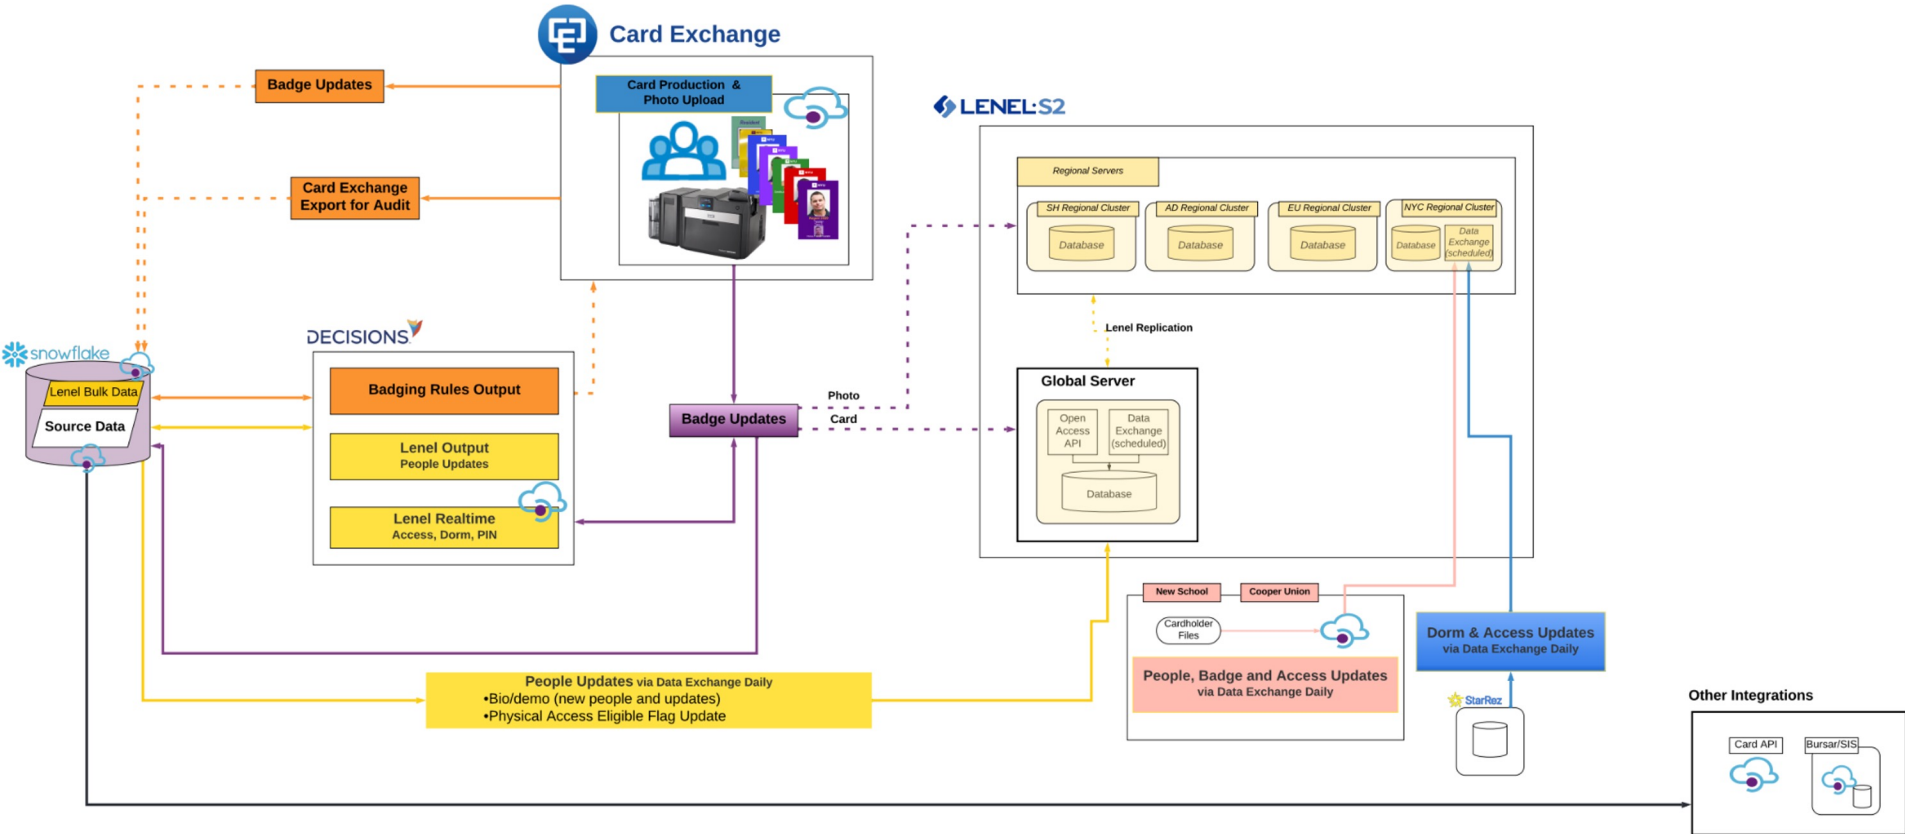 Card Exchange
Badge Updates
Card Production &
Photo Upload
LENEL·S2
Regional Servers
Card Exchange
Export for Audit
SH Regional Cluster
AD Regional Cluster
EU Regional Cluster
NYC Regional Cluster
Database
Database
Database
Database
Data
Exchange
(scheduled)
Lenel Replication
DECISIONS
snowflake
Lenel Bulk Data
Source Data
Badging Rules Output
Lenel Output
People Updates
Lenel Realtime
Access, Dorm, PIN
Badge Updates
Photo
Card
Global Server
Open
Access
API
Data
Exchange
(scheduled)
Database
New School
Cooper Union
Cardholder
Files
People, Badge and Access Updates
via Data Exchange Daily
Dorm & Access Updates
via Data Exchange Daily
StarRez
People Updates via Data Exchange Daily
•Bio/demo (new people and updates)
•Physical Access Eligible Flag Update
Other Integrations
Card API
Bursar/SIS